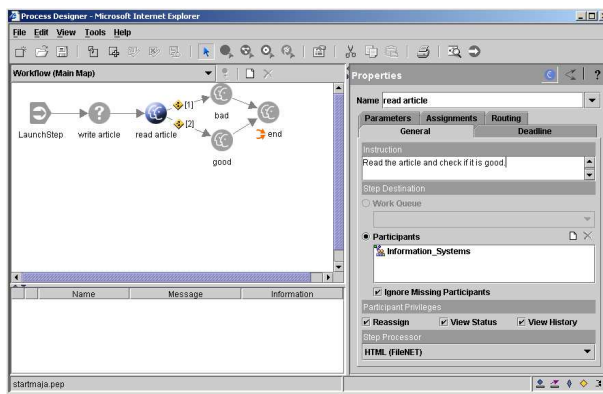 Process Designer - Microsoft Internet Explorer
File Edit View Tools Help
Workflow (Main Map)
[1]
[2]
LaunchStep
write article
read article
bad
good
end
Name Message Information
startmaja.pep
Properties
?
Name read article
Parameters Assignments Routing
General Deadline
Instruction
Read the article and check if it is good.
Step Destination
Work Queue
Participants
Information_Systems
Ignore Missing Participants
Participant Privileges
Reassign View Status View History
Step Processor
HTML (FileNET)